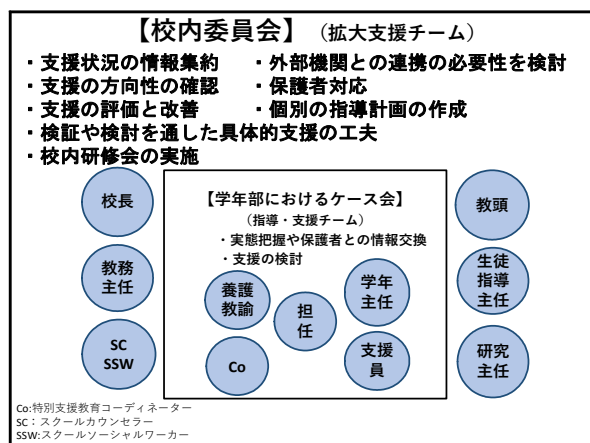 【校内委員会】（拡大支援チーム）
・支援状況の情報集約　・外部機関との連携の必要性を検討
・支援の方向性の確認　・保護者対応
・支援の評価と改善　・個別の指導計画の作成
・検証や検討を通した具体的支援の工夫
・校内研修会の実施
校長
教務
主任
SC
SSW
【学年部におけるケース会】
（指導・支援チーム）
・実態把握や保護者との情報交換
・支援の検討
養護
教諭
担
任
学年
主任
Co
支援
員
教頭
生徒
指導
主任
研究
主任
Co:特別支援教育コーディネーター
SC：スクールカウンセラー
SSW:スクールソーシャルワーカー